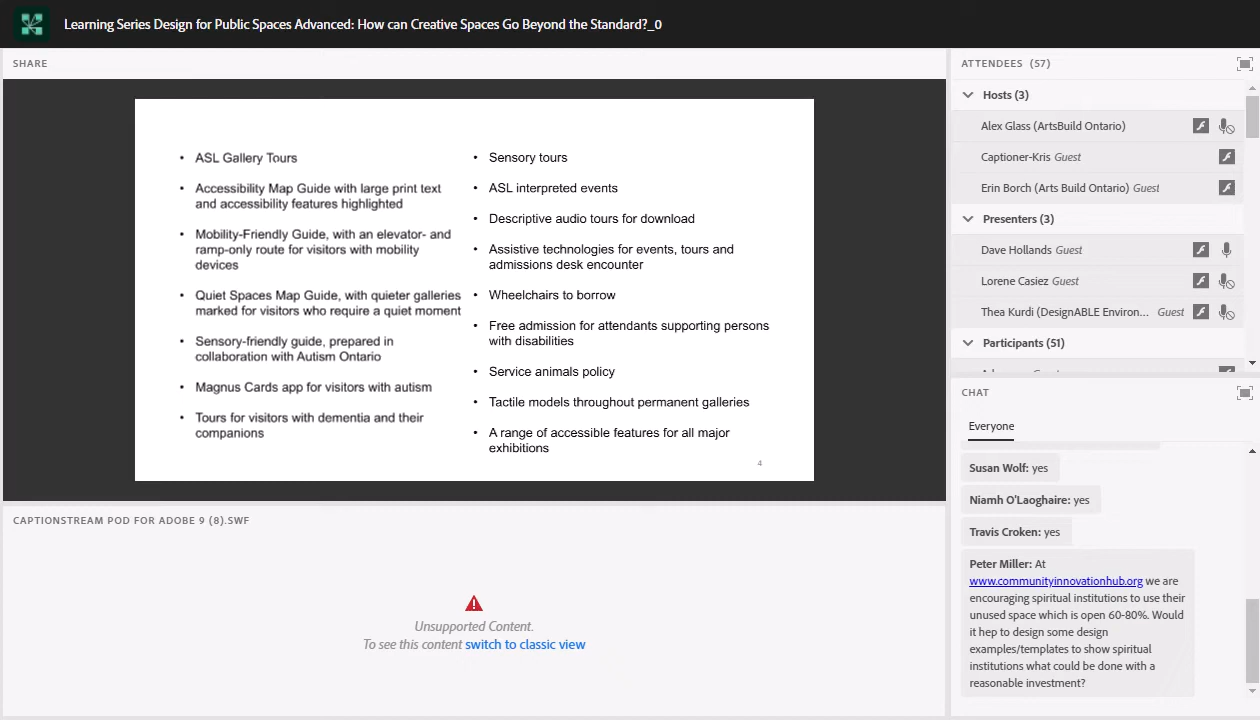 Learning Series Design for Public Spaces Advanced: How can Creative Spaces Go Beyond the Standard?_0
SHARE
• ASL Gallery Tours
• Accessibility Map Guide with large print text
and accessibility features highlighted
• Mobility-Friendly Guide, with an elevator- and
ramp-only route for visitors with mobility
devices
• Quiet Spaces Map Guide, with quieter galleries
marked for visitors who require a quiet moment
• Sensory-friendly guide, prepared in
collaboration with Autism Ontario
• Magnus Cards app for visitors with autism
• Tours for visitors with dementia and their
companions
• Sensory tours
• ASL interpreted events
• Descriptive audio tours for download
• Assistive technologies for events, tours and
admissions desk encounter
• Wheelchairs to borrow
• Free admission for attendants supporting persons
with disabilities
• Service animals policy
• Tactile models throughout permanent galleries
• A range of accessible features for all major
exhibitions
4
CAPTIONSTREAM POD FOR ADOBE 9 (8).SWF
Unsupported Content.
To see this content switch to classic view
ATTENDEES (57)
Hosts (3)
Alex Glass (ArtsBuild Ontario)
Captioner-Kris Guest
Erin Borch (Arts Build Ontario) Guest
Presenters (3)
Dave Hollands Guest
Lorene Casiez Guest
Thea Kurdi (DesignABLE Environ... Guest
Participants (51)
CHAT
Everyone
Susan Wolf: yes
Niamh O'Laoghaire: yes
Travis Croken: yes
Peter Miller: At
www.communityinnovationhub.org we are
encouraging spiritual institutions to use their
unused space which is open 60-80%. Would
it hep to design some design
examples/templates to show spiritual
institutions what could be done with a
reasonable investment?